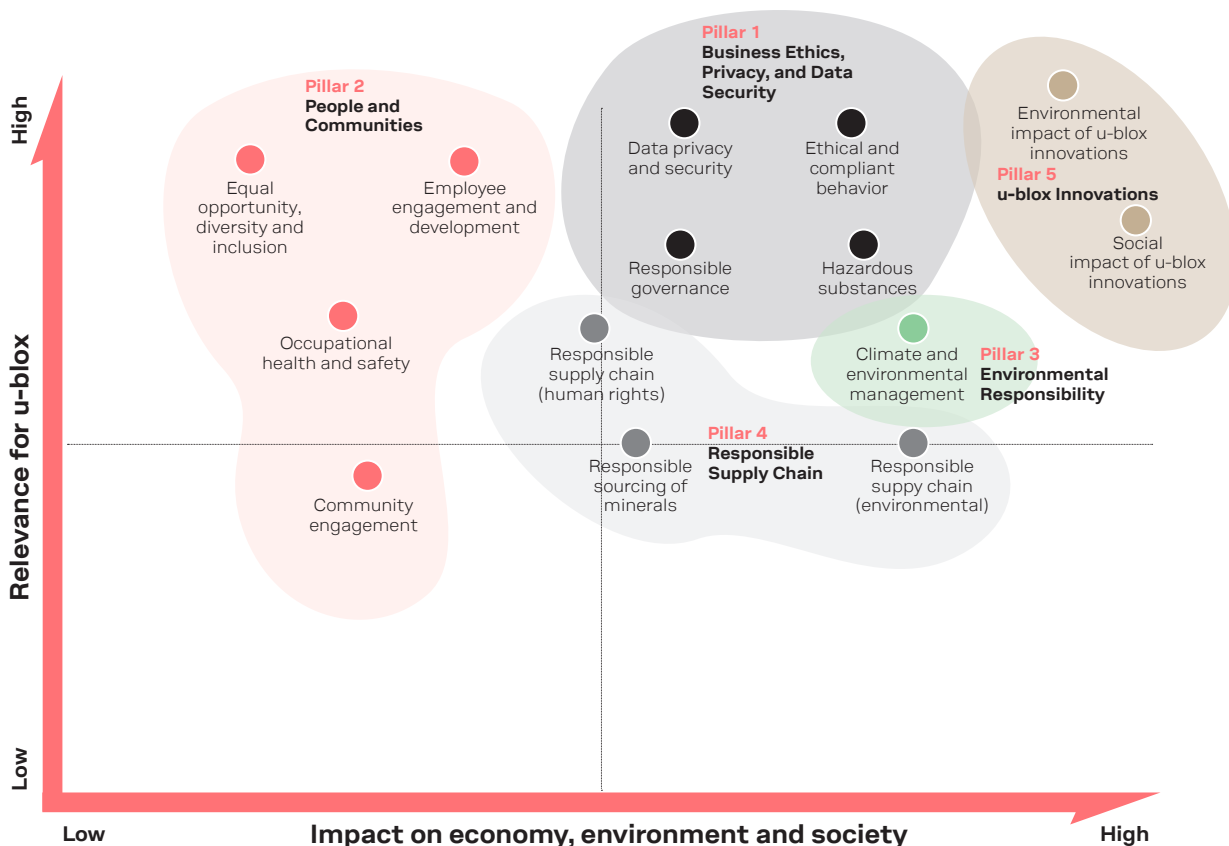 High
Relevance for u-blox
Low
Pillar 2
People and
Communities
Equal
opportunity,
diversity and
inclusion
Employee
engagement and
development
Occupational
health and safety
Community
engagement
Pillar 1
Business Ethics,
Privacy, and Data
Security
Data privacy
and security
Ethical and
compliant
behavior
Responsible
governance
Hazardous
substances
Environmental
impact of u-blox
innovations
Pillar 5
u-blox Innovations
Social
impact of u-blox
innovations
Responsible
supply chain
(human rights)
Climate and
environmental
management
Pillar 3
Environmental
Responsibility
Pillar 4
Responsible
Supply Chain
Responsible
sourcing of
minerals
Responsible
suppy chain
(environmental)
Low
Impact on economy, environment and society
High